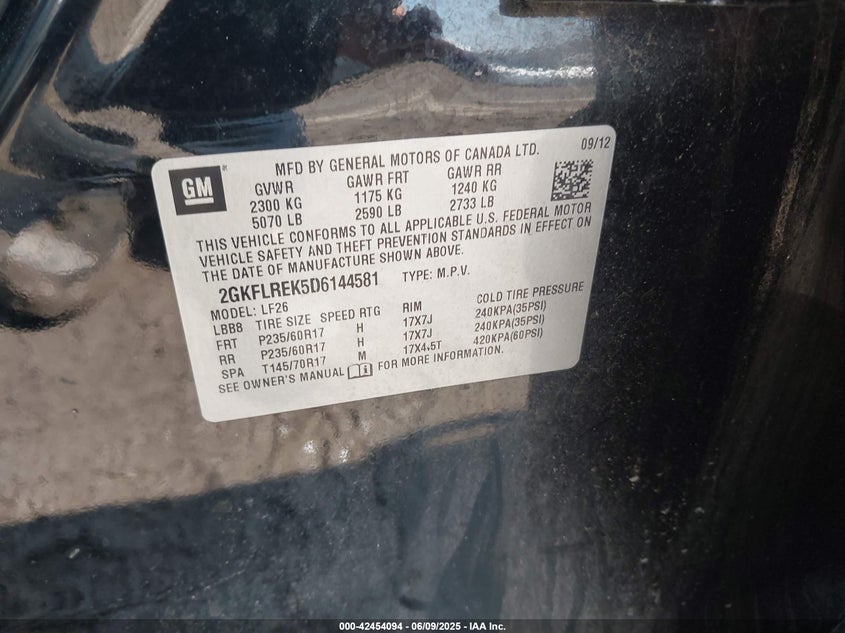 09/12
GM
MFD BY GENERAL MOTORS OF CANADA LTD.
GVWR GAWR FRT GAWR RR
2300 KG 1175 KG 1240 KG
5070 LB 2590 LB 2733 LB
THIS VEHICLE CONFORMS TO ALL APPLICABLE U.S. FEDERAL MOTOR
VEHICLE SAFETY AND THEFT PREVENTION STANDARDS IN EFFECT ON
THE DATE OF MANUFACTURE SHOWN ABOVE.
2GKFLREK5D6144581 TYPE: M.P.V.
MODEL: LF26
LBB8 TIRE SIZE SPEED RTG RIM COLD TIRE PRESSURE
FRT P235/60R17 H 17X7J 240KPA(35PSI)
RR P235/60R17 H 17X7J 240KPA(35PSI)
SPA T145/70R17 M 17X4.5T 420KPA(60PSI)
SEE OWNER'S MANUAL FOR MORE INFORMATION.
000-42454094 - 06/09/2025 - IAA Inc.